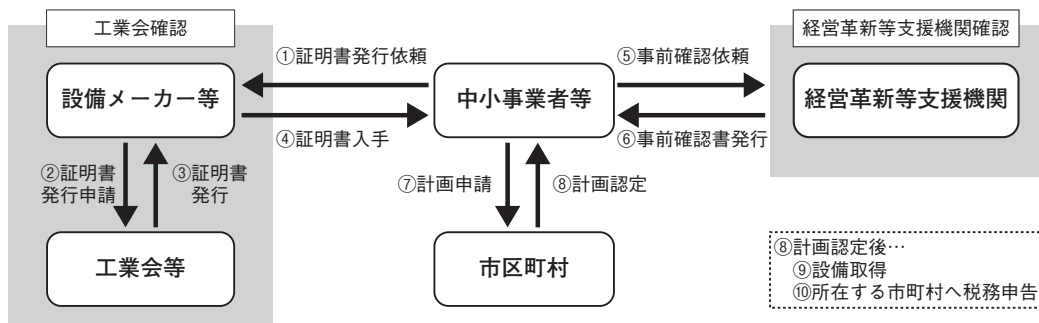 工業会確認
経営革新等支援機関確認
①証明書発行依頼
⑤事前確認依頼
設備メーカー等
中小事業者等
経営革新等支援機関
④証明書入手
⑥事前確認書発行
②証明書
発行申請
③証明書
発行
⑦計画申請
⑧計画認定
工業会等
市区町村
⑧計画認定後…
⑨設備取得
⑩所在する市町村へ税務申告